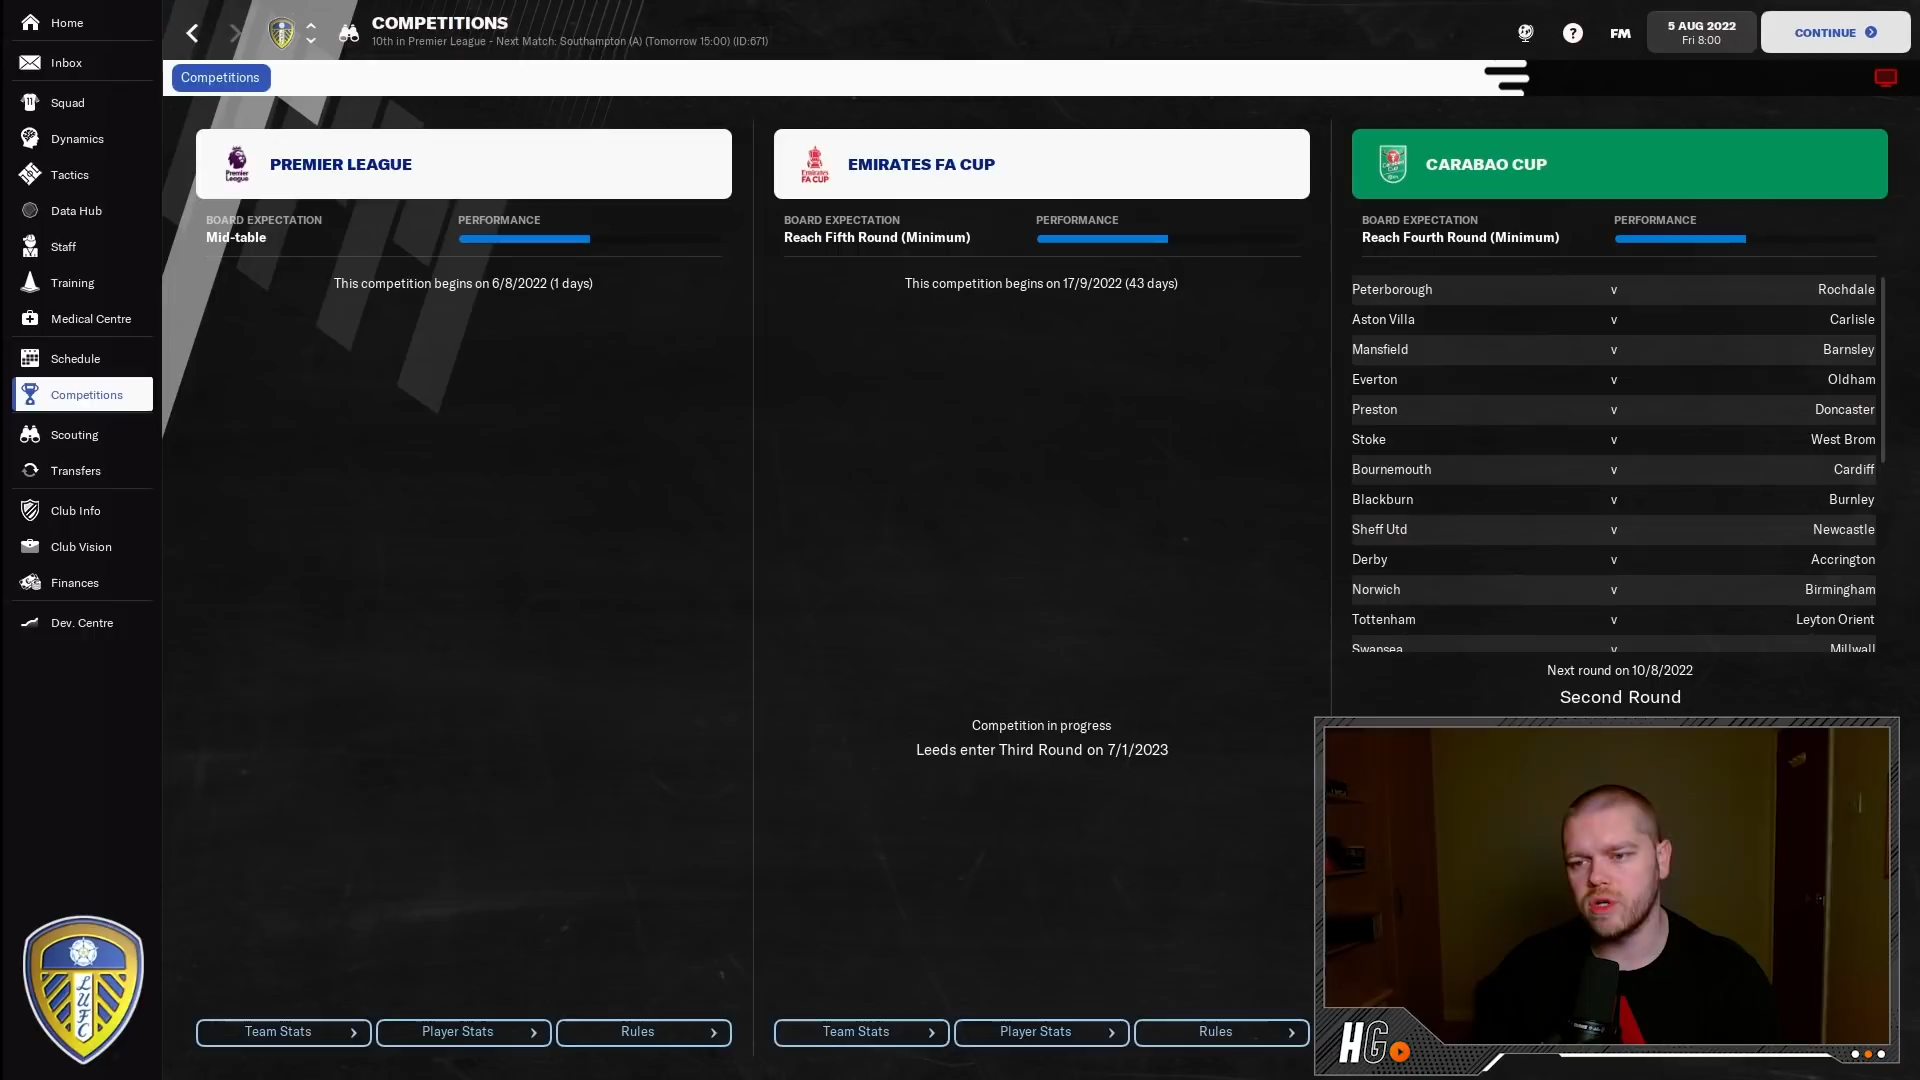 Home
Inbox
Squad
Dynamics
Tactics
Data Hub
Staff
Training
Medical Centre
Schedule
Competitions
Scouting
Transfers
Club Info
Club Vision
Finances
Dev. Centre
LUFC
COMPETITIONS
10th in Premier League - Next Match: Southampton (A) (Tomorrow 15:00) (ID:671)
?
FM
5 AUG 2022
Fri 8:00
CONTINUE
Competitions
Premier League
PREMIER LEAGUE
BOARD EXPECTATION
Mid-table
PERFORMANCE
This competition begins on 6/8/2022 (1 days)
Team Stats
Player Stats
Rules
Emirates FA CUP
EMIRATES FA CUP
BOARD EXPECTATION
Reach Fifth Round (Minimum)
PERFORMANCE
This competition begins on 17/9/2022 (43 days)
Competition in progress
Leeds enter Third Round on 7/1/2023
Team Stats
Player Stats
Rules
CARABAO CUP
BOARD EXPECTATION
Reach Fourth Round (Minimum)
PERFORMANCE
Peterborough v Rochdale
Aston Villa v Carlisle
Mansfield v Barnsley
Everton v Oldham
Preston v Doncaster
Stoke v West Brom
Bournemouth v Cardiff
Blackburn v Burnley
Sheff Utd v Newcastle
Derby v Accrington
Norwich v Birmingham
Tottenham v Leyton Orient
Swansea v Millwall
Next round on 10/8/2022
Second Round
HG